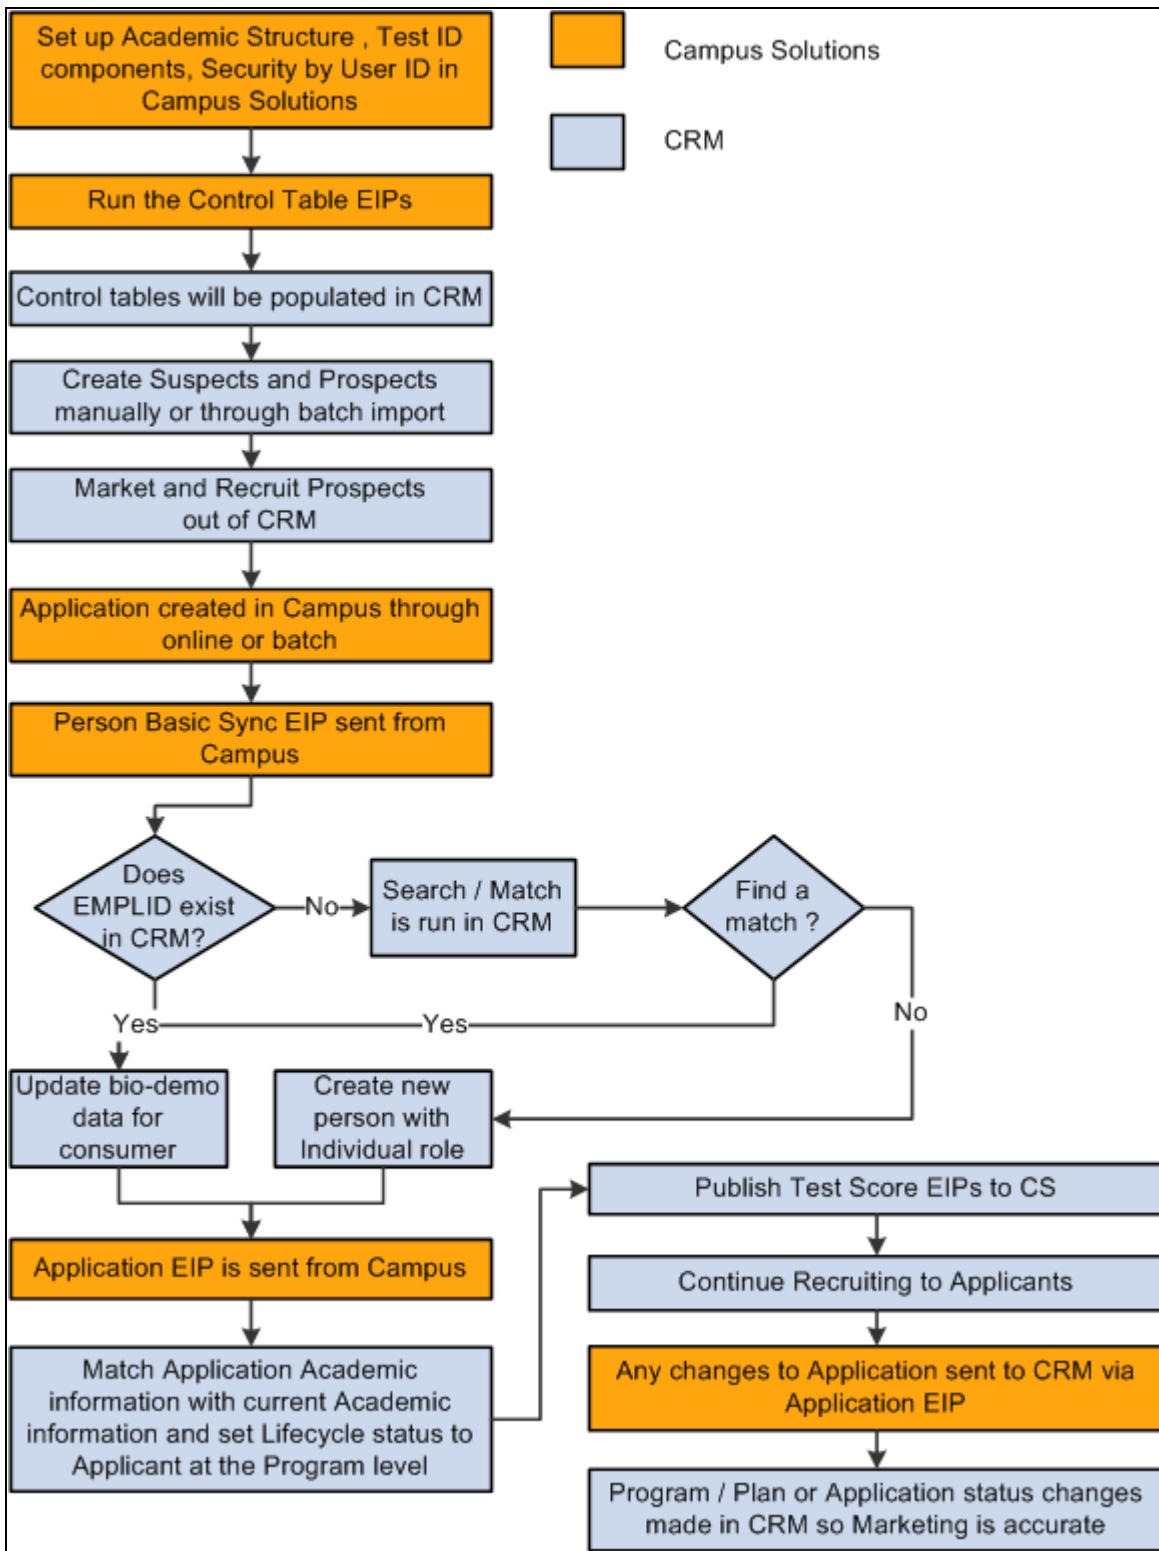 Set up Academic Structure , Test ID
components, Security by User ID in
Campus Solutions
Campus Solutions
CRM
Run the Control Table EIPs
Control tables will be populated in CRM
Create Suspects and Prospects
manually or through batch import
Market and Recruit Prospects
out of CRM
Application created in Campus through
online or batch
Person Basic Sync EIP sent from
Campus
Does
EMPLID exist
in CRM?
No
Search / Match
is run in CRM
Find a
match ?
No
Yes
Yes
Update bio-demo
data for
consumer
Create new
person with
Individual role
Application EIP is sent from Campus
Match Application Academic
information with current Academic
information and set Lifecycle status to
Applicant at the Program level
Publish Test Score EIPs to CS
Continue Recruiting to Applicants
Any changes to Application sent to CRM via
Application EIP
Program / Plan or Application status changes
made in CRM so Marketing is accurate